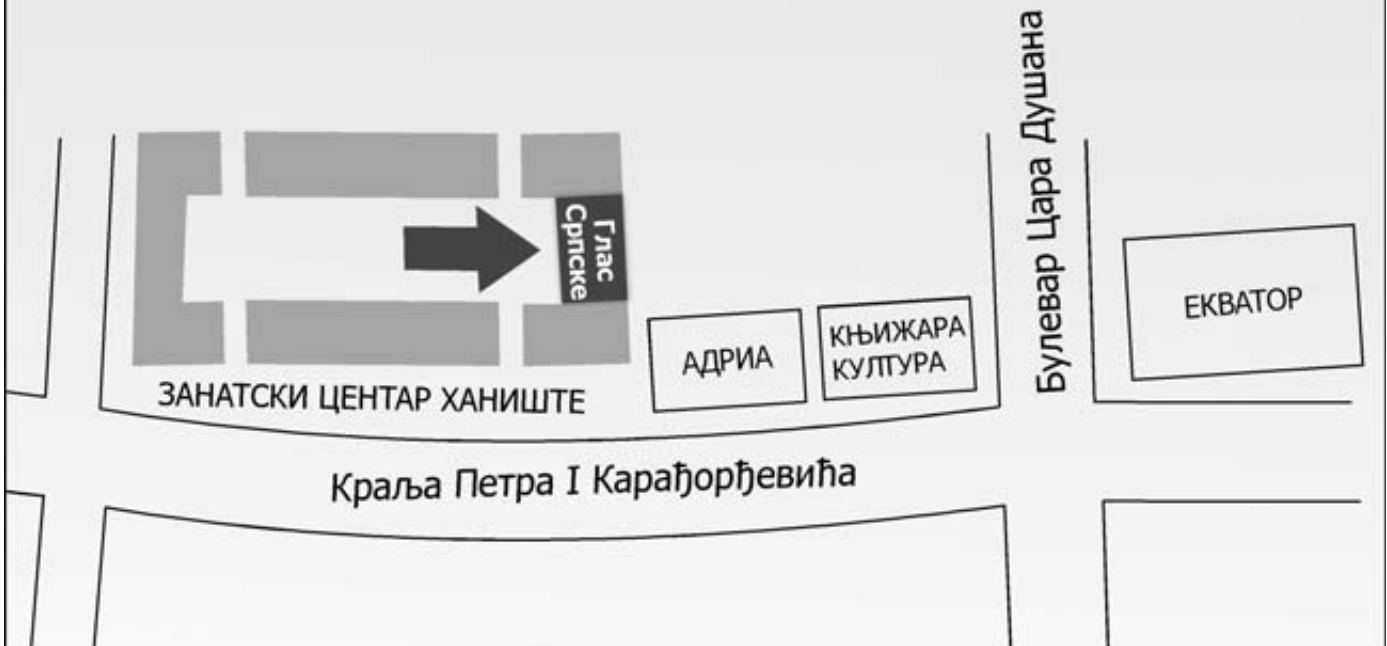 Булевар Цара Душана
Глас
Српске
ЕКВАТОР
КЊИЖАРА
КУЛТУРА
АДРИА
ЗАНАТСКИ ЦЕНТАР ХАНИШТЕ
Краља Петра I Карађорђевића